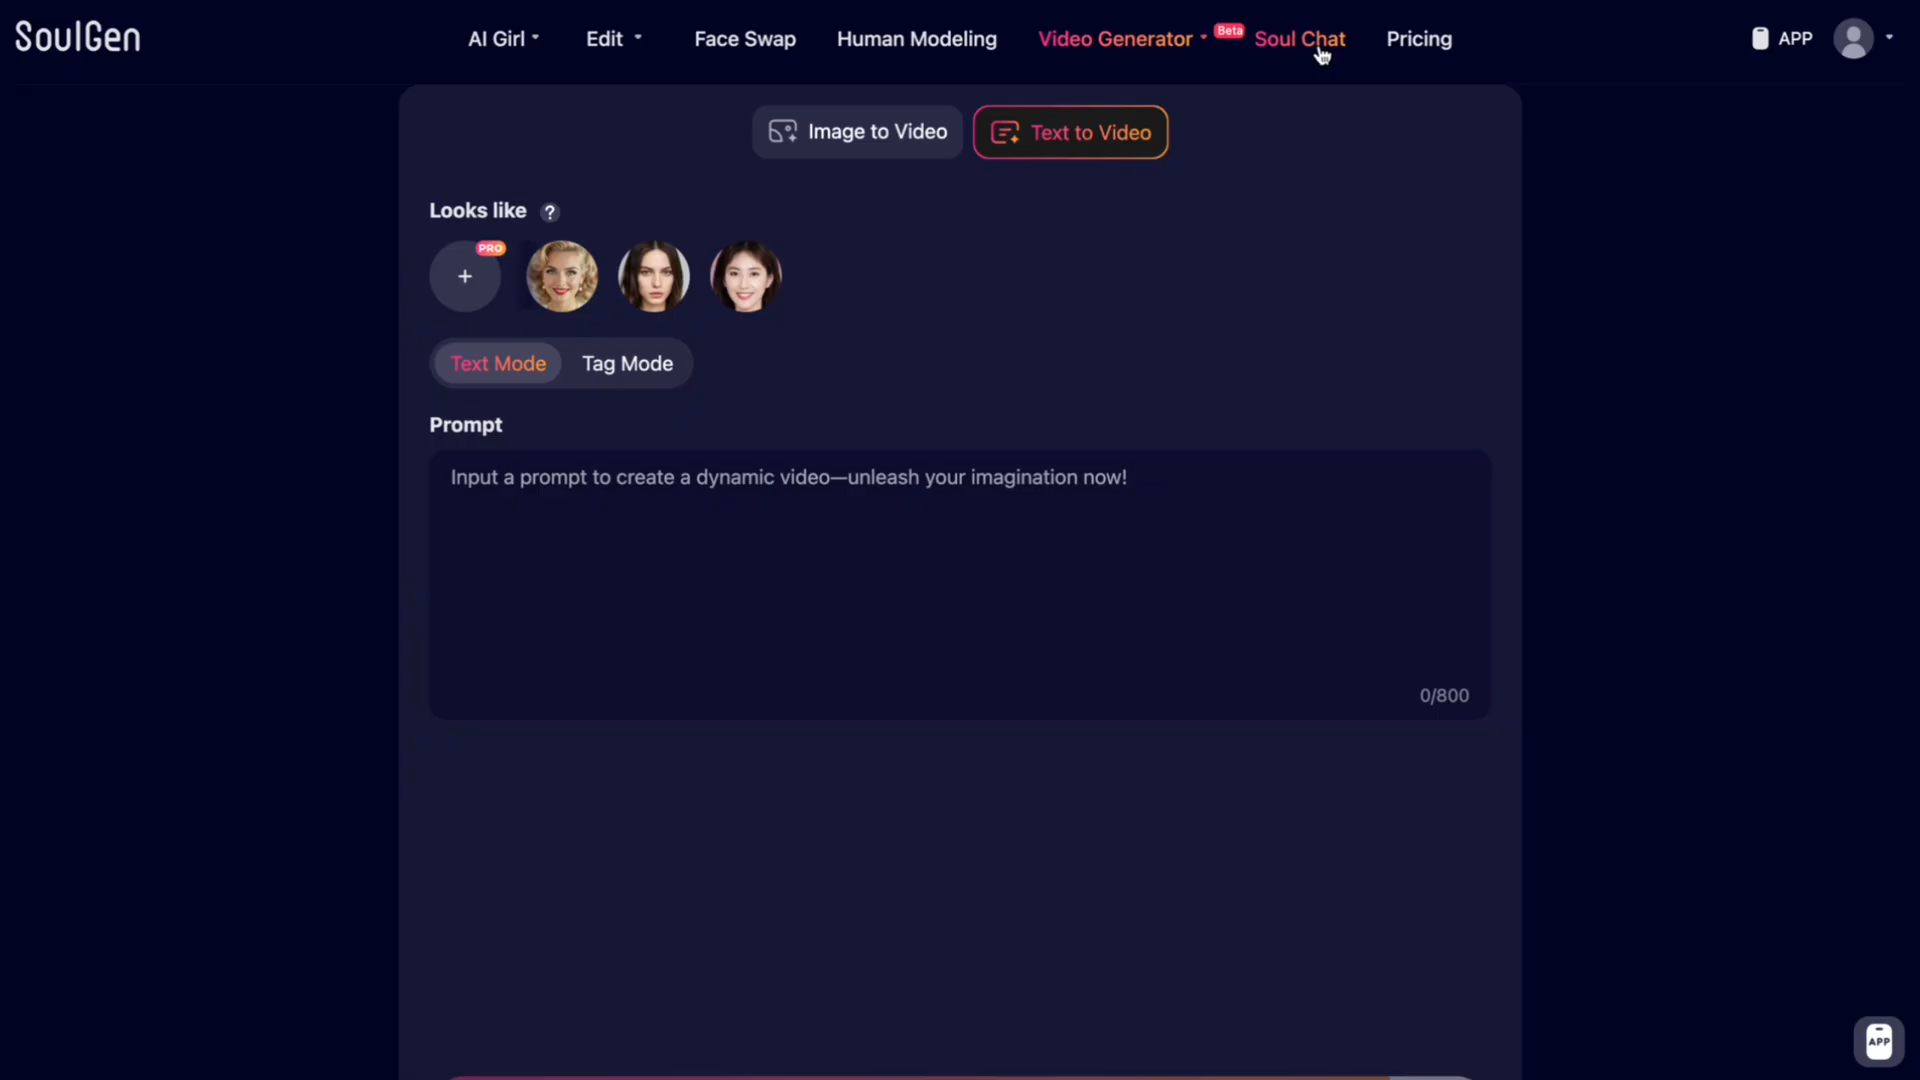 SoulGen
AI Girl
Edit
Face Swap
Human Modeling
Video Generator
Beta
Soul Chat
Pricing
APP
Image to Video
Text to Video
Looks like ?
PRO
+
Text Mode
Tag Mode
Prompt
Input a prompt to create a dynamic video—unleash your imagination now!
0/800
APP